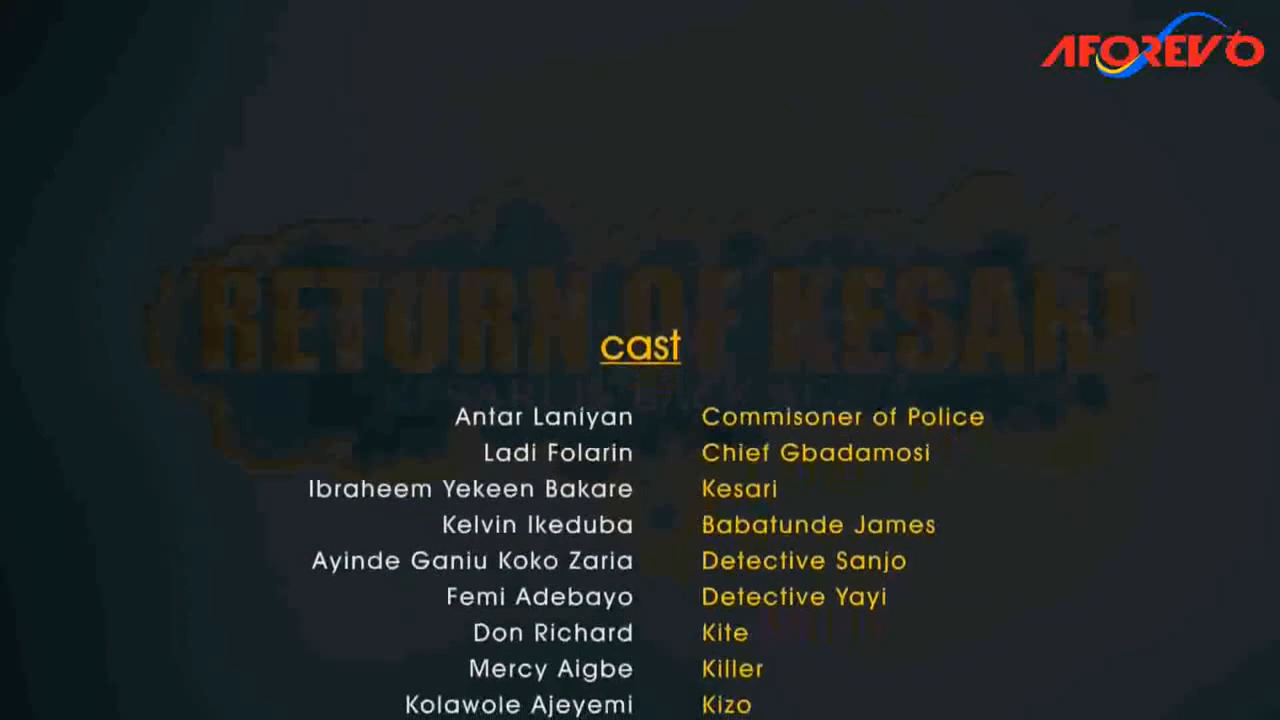 AFOREVO
RETURN OF KESARI
cast
Antar Laniyan Commisoner of Police
Ladi Folarin Chief Gbadamosi
Ibraheem Yekeen Bakare Kesari
Kelvin Ikeduba Babatunde James
Ayinde Ganiu Koko Zaria Detective Sanjo
Femi Adebayo Detective Yayi
Don Richard Kite
Mercy Aigbe Killer
Kolawole Ajeyemi Kizo